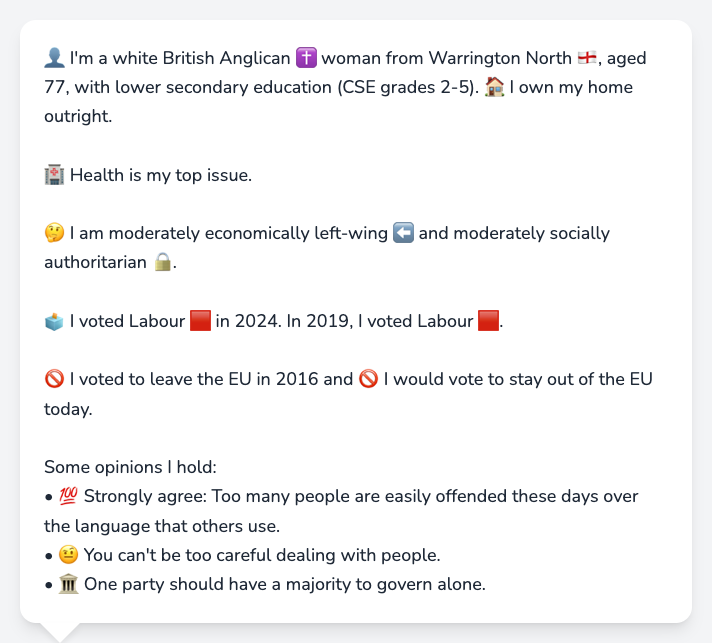 👤 I'm a white British Anglican ✝️ woman from Warrington North 🏴󠁧󠁢󠁥󠁮󠁧󠁿, aged
77, with lower secondary education (CSE grades 2-5). 🏠 I own my home
outright.
🏥 Health is my top issue.
🤔 I am moderately economically left-wing ⬅️ and moderately socially
authoritarian 🔒.
🗳️ I voted Labour 🟥 in 2024. In 2019, I voted Labour 🟥.
🚫 I voted to leave the EU in 2016 and 🚫 I would vote to stay out of the EU
today.
Some opinions I hold:
• 💯 Strongly agree: Too many people are easily offended these days over
the language that others use.
• 🤨 You can't be too careful dealing with people.
• 🏛️ One party should have a majority to govern alone.